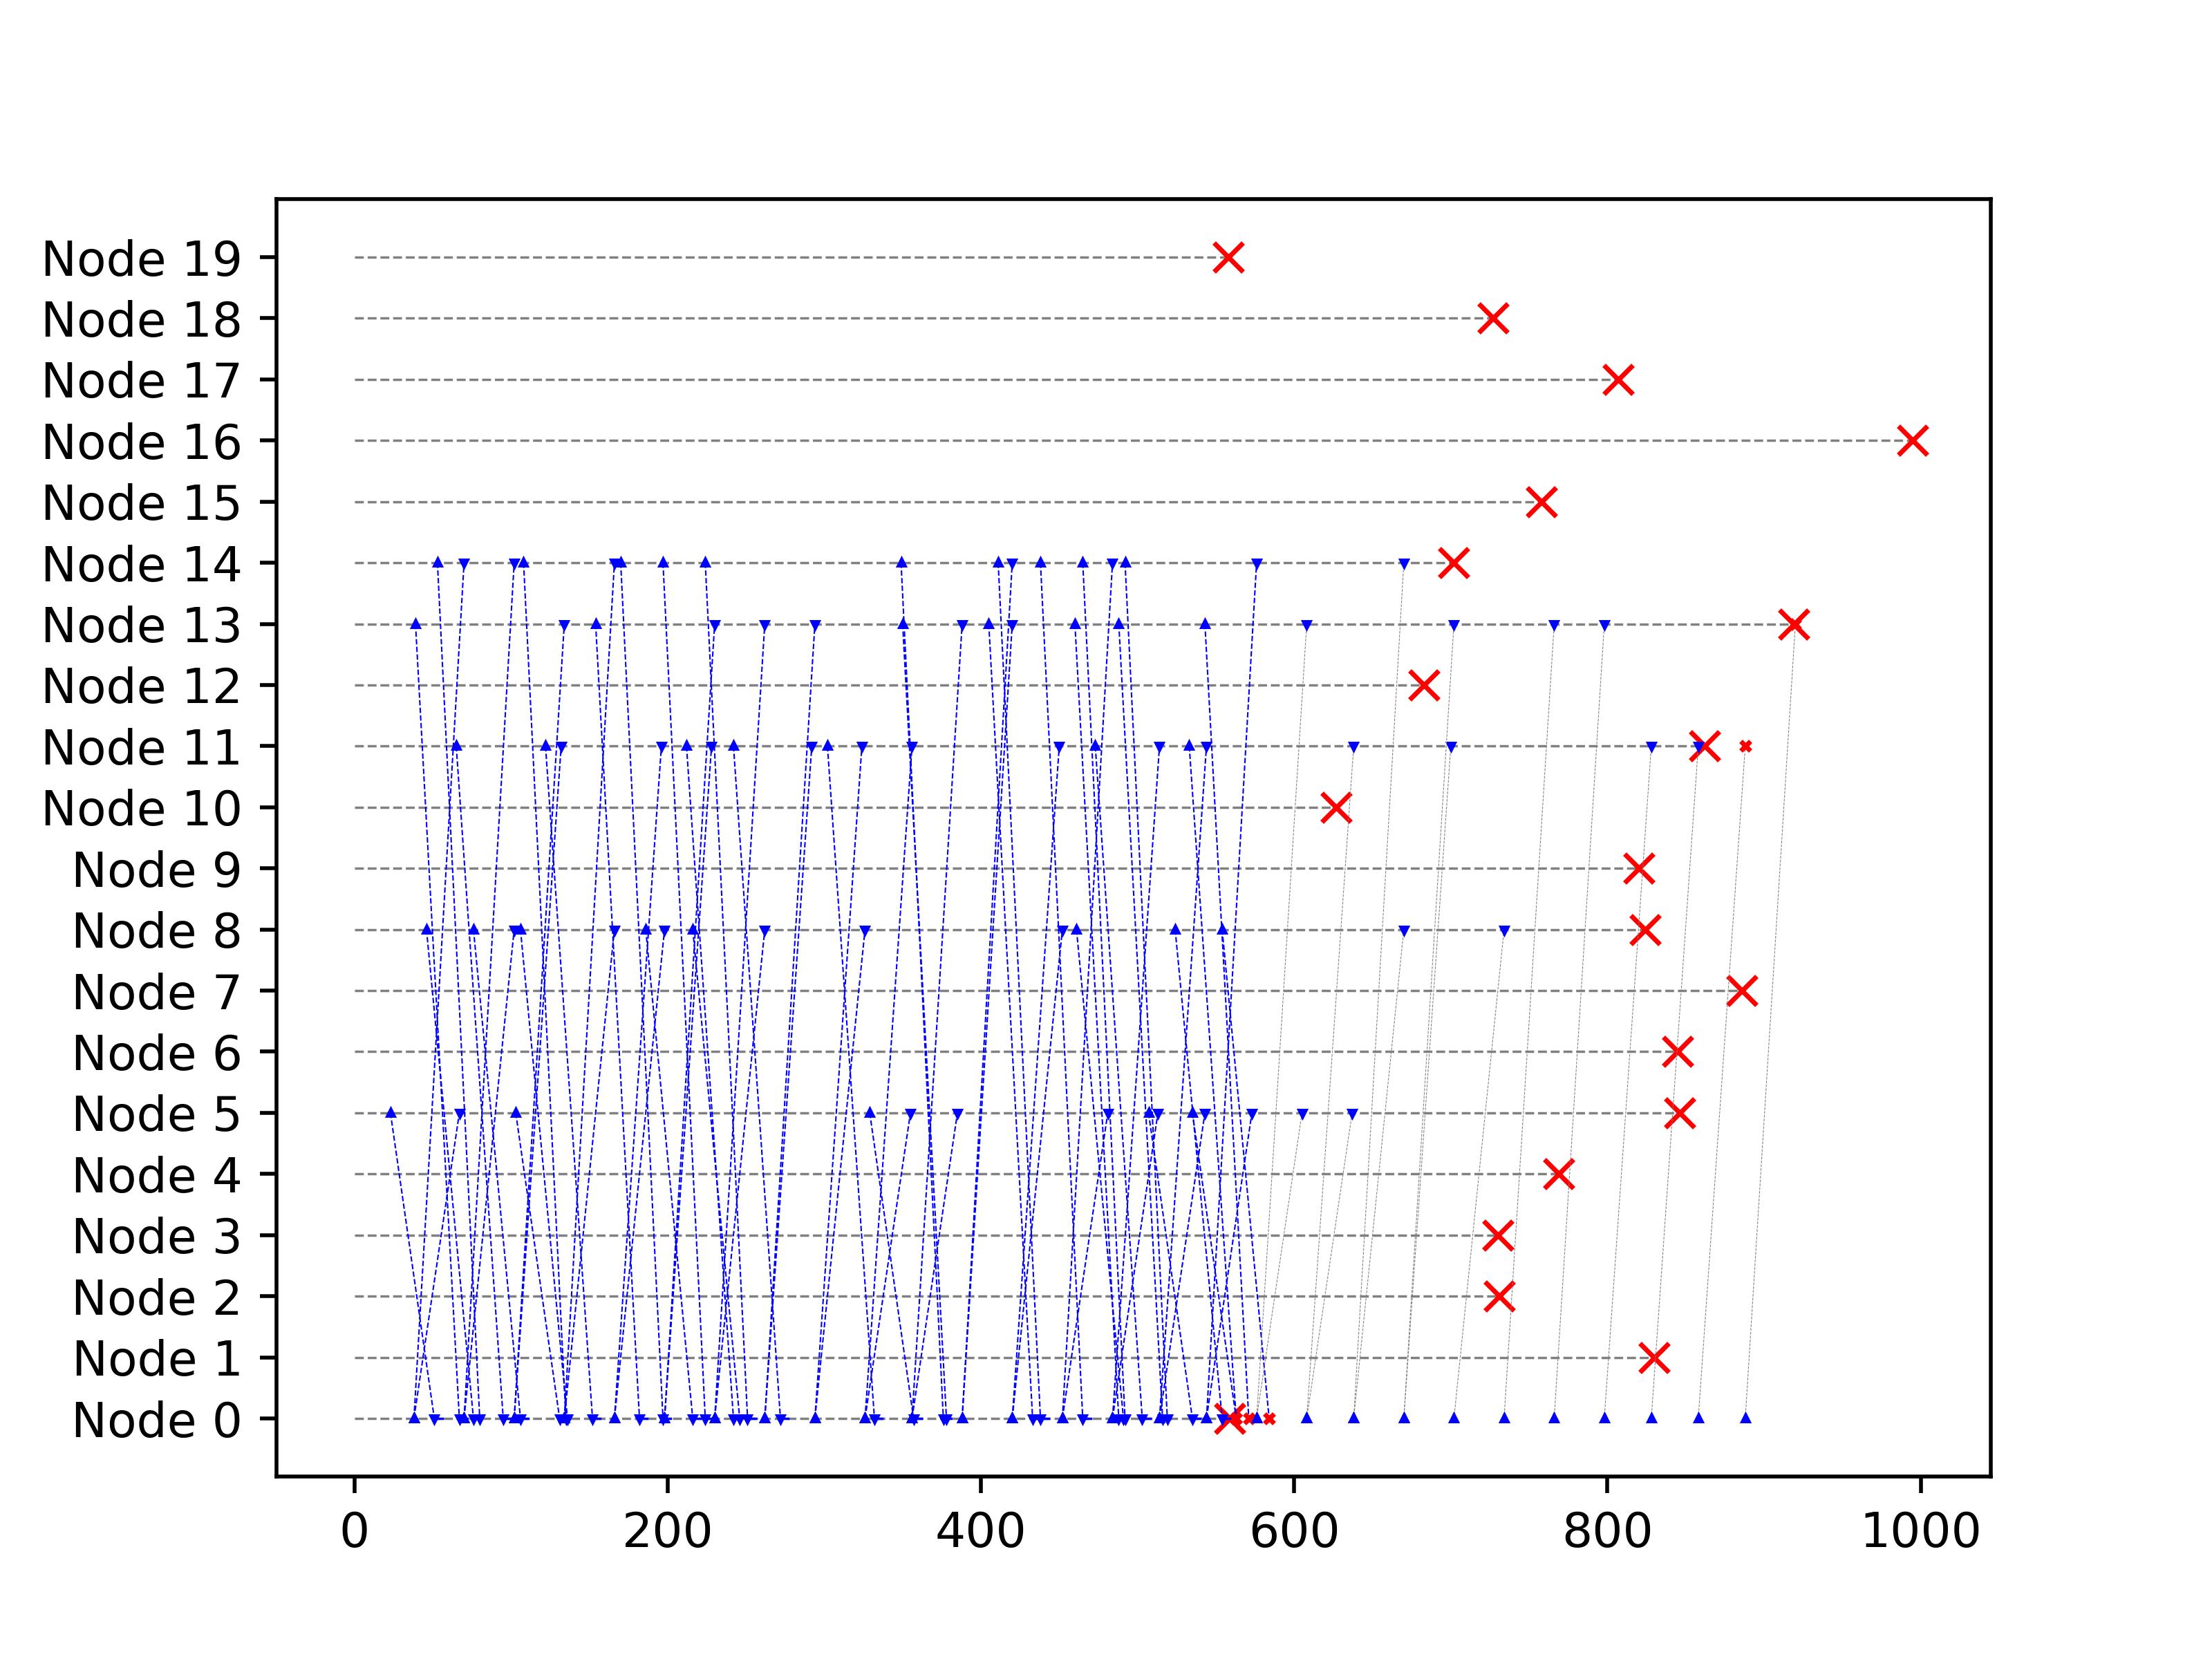 Node 19
Node 18
Node 17
Node 16
Node 15
Node 14
Node 13
Node 12
Node 11
Node 10
Node 9
Node 8
Node 7
Node 6
Node 5
Node 4
Node 3
Node 2
Node 1
Node 0
0 200 400 600 800 1000